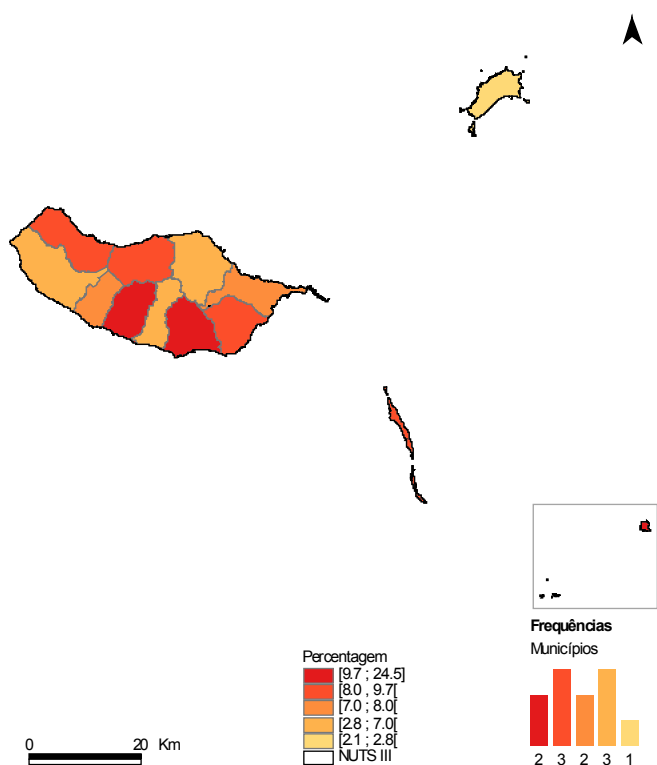 Frequências
Municípios
Percentagem
[9.7 ; 24.5]
[8.0 , 9.7[
[7.0 ; 8.0[
[2.8 ; 7.0[
[2.1 ; 2.8[
NUTS III
0 20 Km
2 3 2 3 1